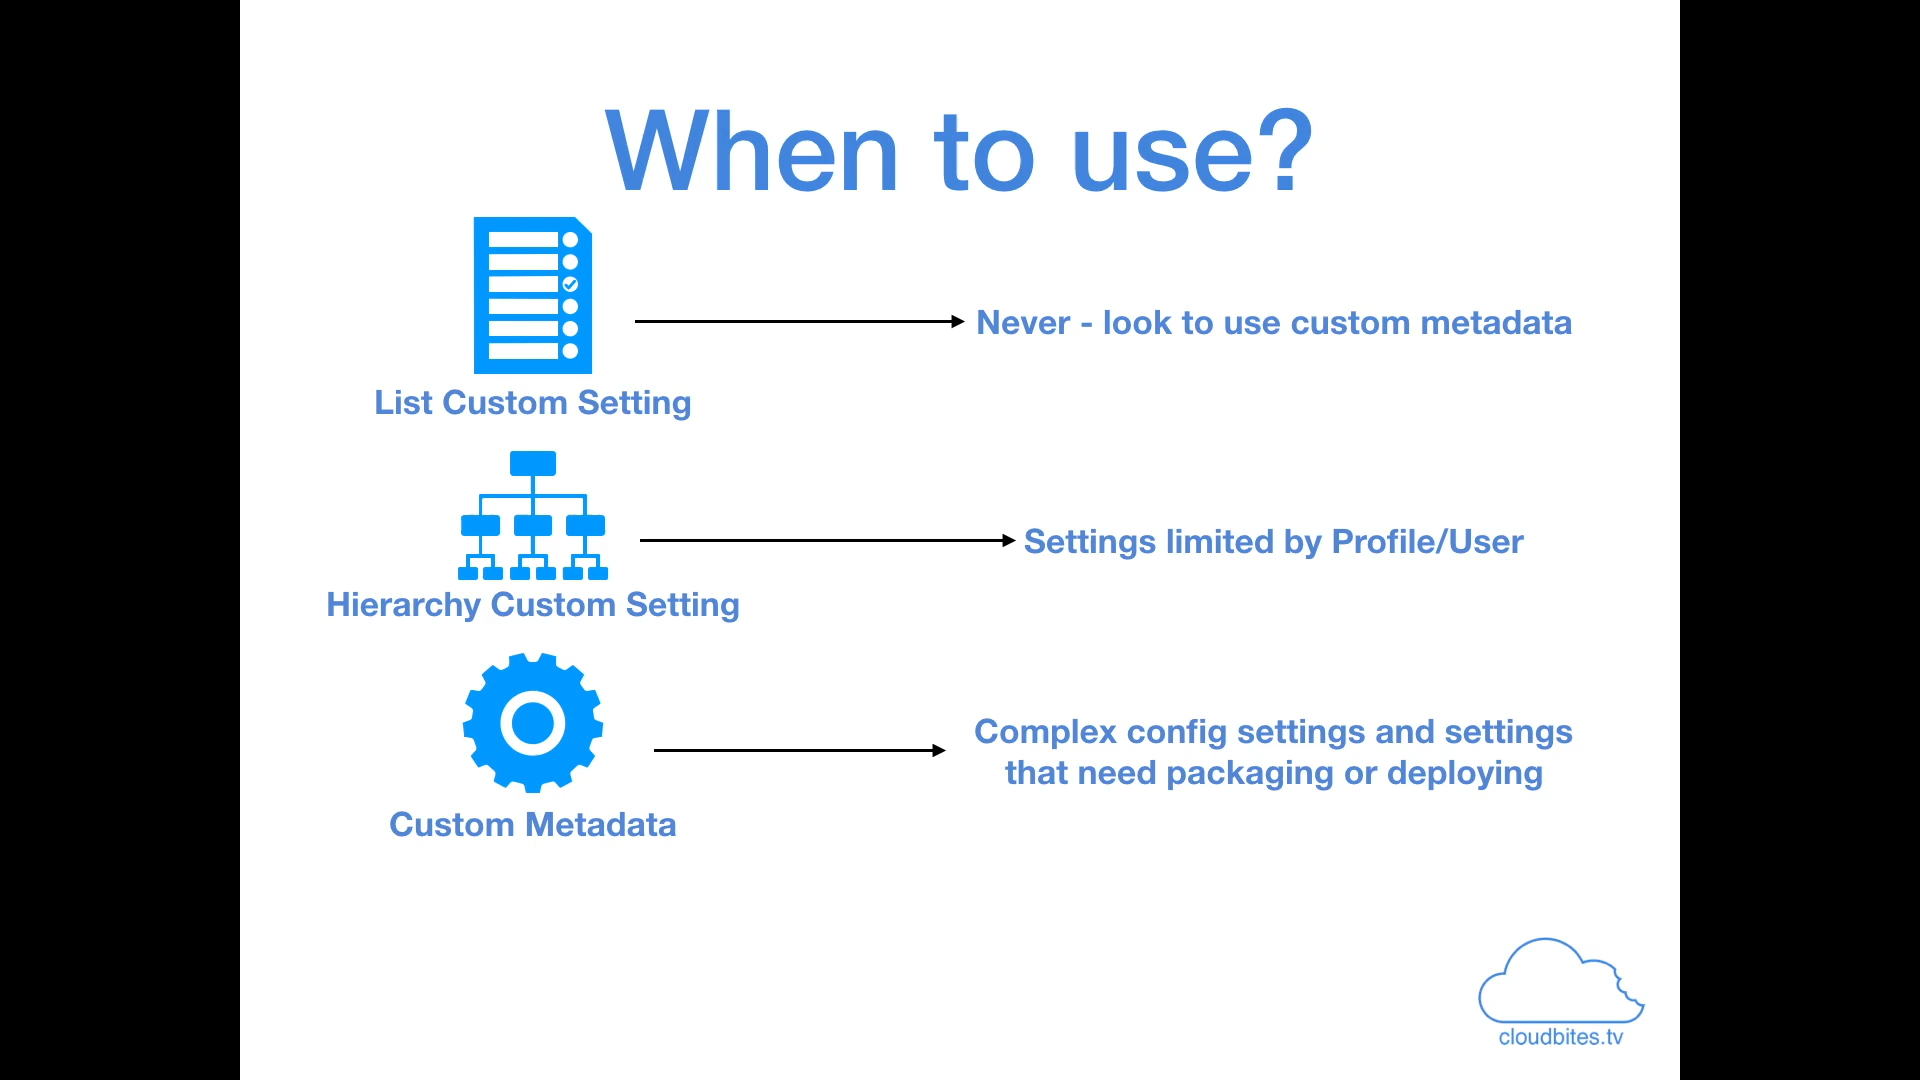 When to use?
Never - look to use custom metadata
List Custom Setting
Settings limited by Profile/User
Hierarchy Custom Setting
Complex config settings and settings
that need packaging or deploying
Custom Metadata
cloudbites.tv